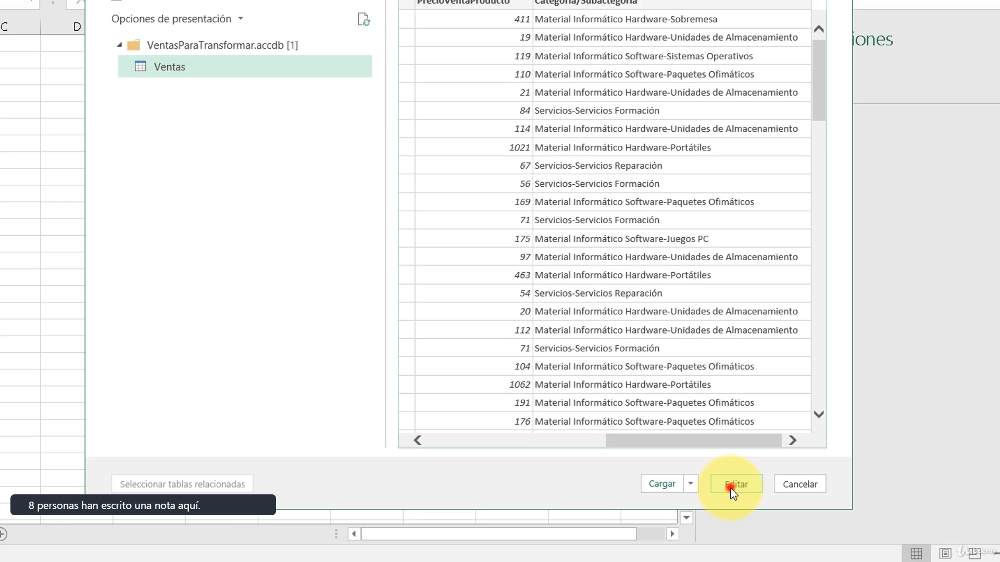 PrecioVentaProducto Categoria/Subactegoria
Opciones de presentación
C D
iones
VentasParaTransformar.accdb [1]
Ventas
411 Material Informático Hardware-Sobremesa
19 Material Informático Hardware-Unidades de Almacenamiento
119 Material Informático Software-Sistemas Operativos
110 Material Informático Software-Paquetes Ofimáticos
21 Material Informático Hardware-Unidades de Almacenamiento
84 Servicios-Servicios Formación
114 Material Informático Hardware-Unidades de Almacenamiento
1021 Material Informático Hardware-Portátiles
67 Servicios-Servicios Reparación
56 Servicios-Servicios Formación
169 Material Informático Software-Paquetes Ofimáticos
71 Servicios-Servicios Formación
175 Material Informático Software-Juegos PC
97 Material Informático Hardware-Unidades de Almacenamiento
463 Material Informático Hardware-Portátiles
54 Servicios-Servicios Reparación
20 Material Informático Hardware-Unidades de Almacenamiento
112 Material Informático Hardware-Unidades de Almacenamiento
71 Servicios-Servicios Formación
104 Material Informático Software-Paquetes Ofimáticos
1062 Material Informático Hardware-Portátiles
191 Material Informático Software-Paquetes Ofimáticos
176 Material Informático Software-Paquetes Ofimáticos
Seleccionar tablas relacionadas
Cargar Editar Cancelar
8 personas han escrito una nota aquí.
Udemy